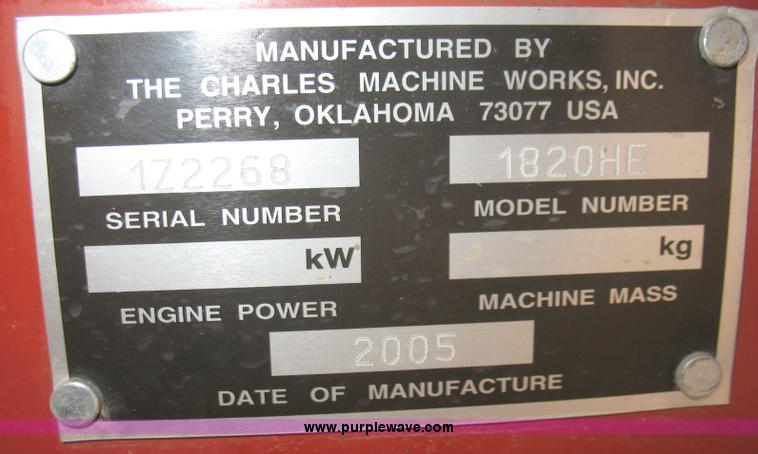 MANUFACTURED BY
THE CHARLES MACHINE WORKS, INC.
PERRY, OKLAHOMA 73077 USA
1Z2268 1820HE
SERIAL NUMBER MODEL NUMBER
kW kg
ENGINE POWER MACHINE MASS
2005
DATE OF MANUFACTURE
www.purplewave.com